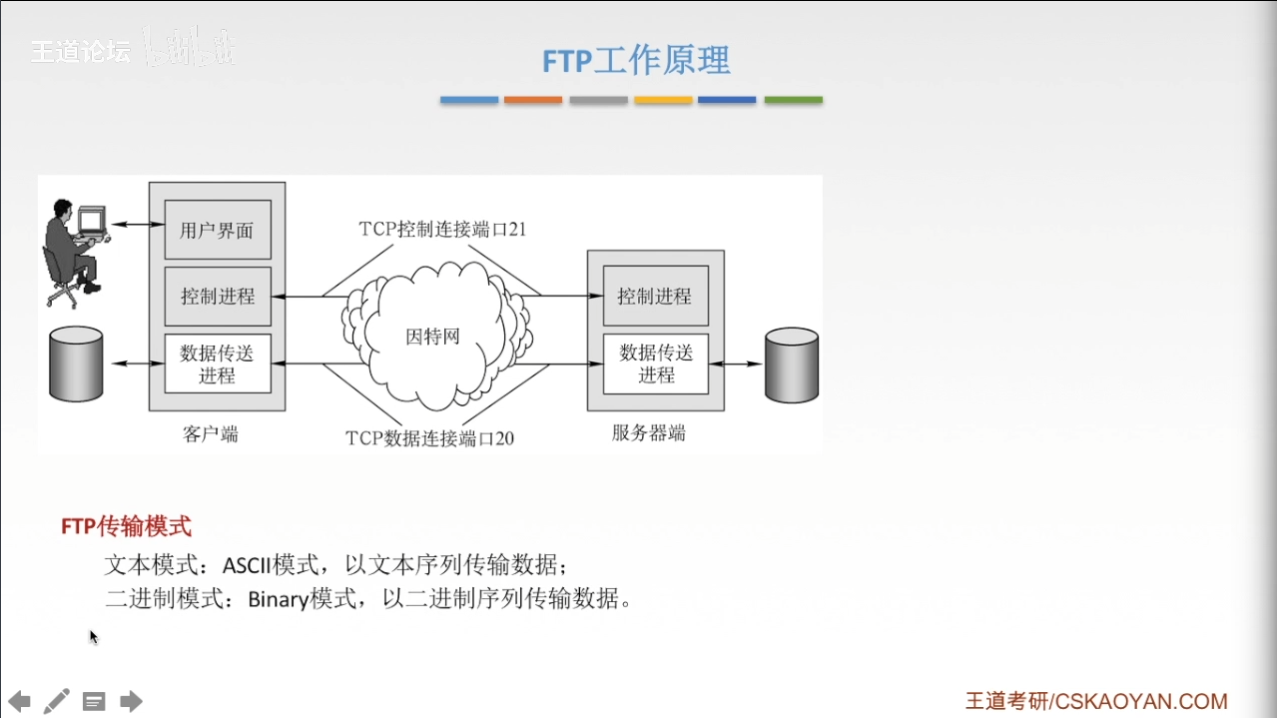 王道论坛 bilibili
FTP工作原理
用户界面
TCP控制连接端口21
控制进程
因特网
控制进程
数据传送
进程
数据传送
进程
客户端
TCP数据连接端口20
服务器端
FTP传输模式
文本模式：ASCII模式，以文本序列传输数据；
二进制模式：Binary模式，以二进制序列传输数据。
王道考研/CSKAOYAN.COM